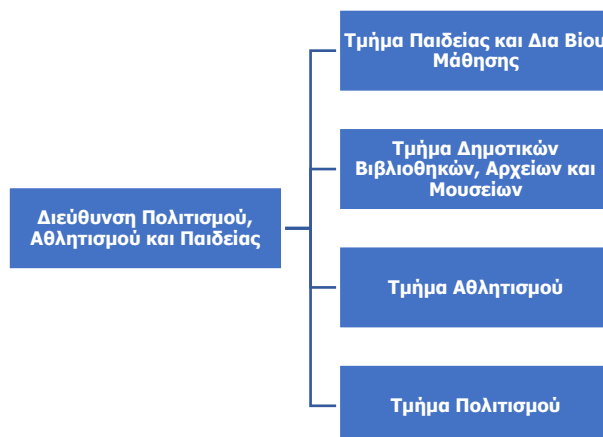 Τμήμα Παιδείας και Δια Βίου
Μάθησης
Τμήμα Δημοτικών
Βιβλιοθηκών, Αρχείων και
Μουσείων
Διεύθυνση Πολιτισμού,
Αθλητισμού και Παιδείας
Τμήμα Αθλητισμού
Τμήμα Πολιτισμού